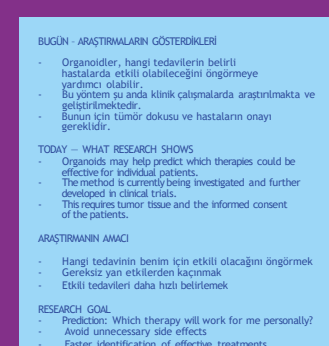 BUGÜN - ARAŞTIRMALARIN GÖSTERDİKLERİ
- Organoidler, hangi tedavilerin belirli
hastalarda etkili olabileceğini öngörmeye
yardımcı olabilir.
- Bu yöntem şu anda klinik çalışmalarda araştırılmakta ve
geliştirilmektedir.
- Bunun için tümör dokusu ve hastaların onayı
gereklidir.
TODAY — WHAT RESEARCH SHOWS
- Organoids may help predict which therapies could be
effective for individual patients.
- The method is currently being investigated and further
developed in clinical trials.
- This requires tumor tissue and the informed consent
of the patients.
ARAŞTIRMANIN AMACI
- Hangi tedavinin benim için etkili olacağını öngörmek
- Gereksiz yan etkilerden kaçınmak
- Etkili tedavileri daha hızlı belirlemek
RESEARCH GOAL
- Prediction: Which therapy will work for me personally?
- Avoid unnecessary side effects
- Faster identification of effective treatments